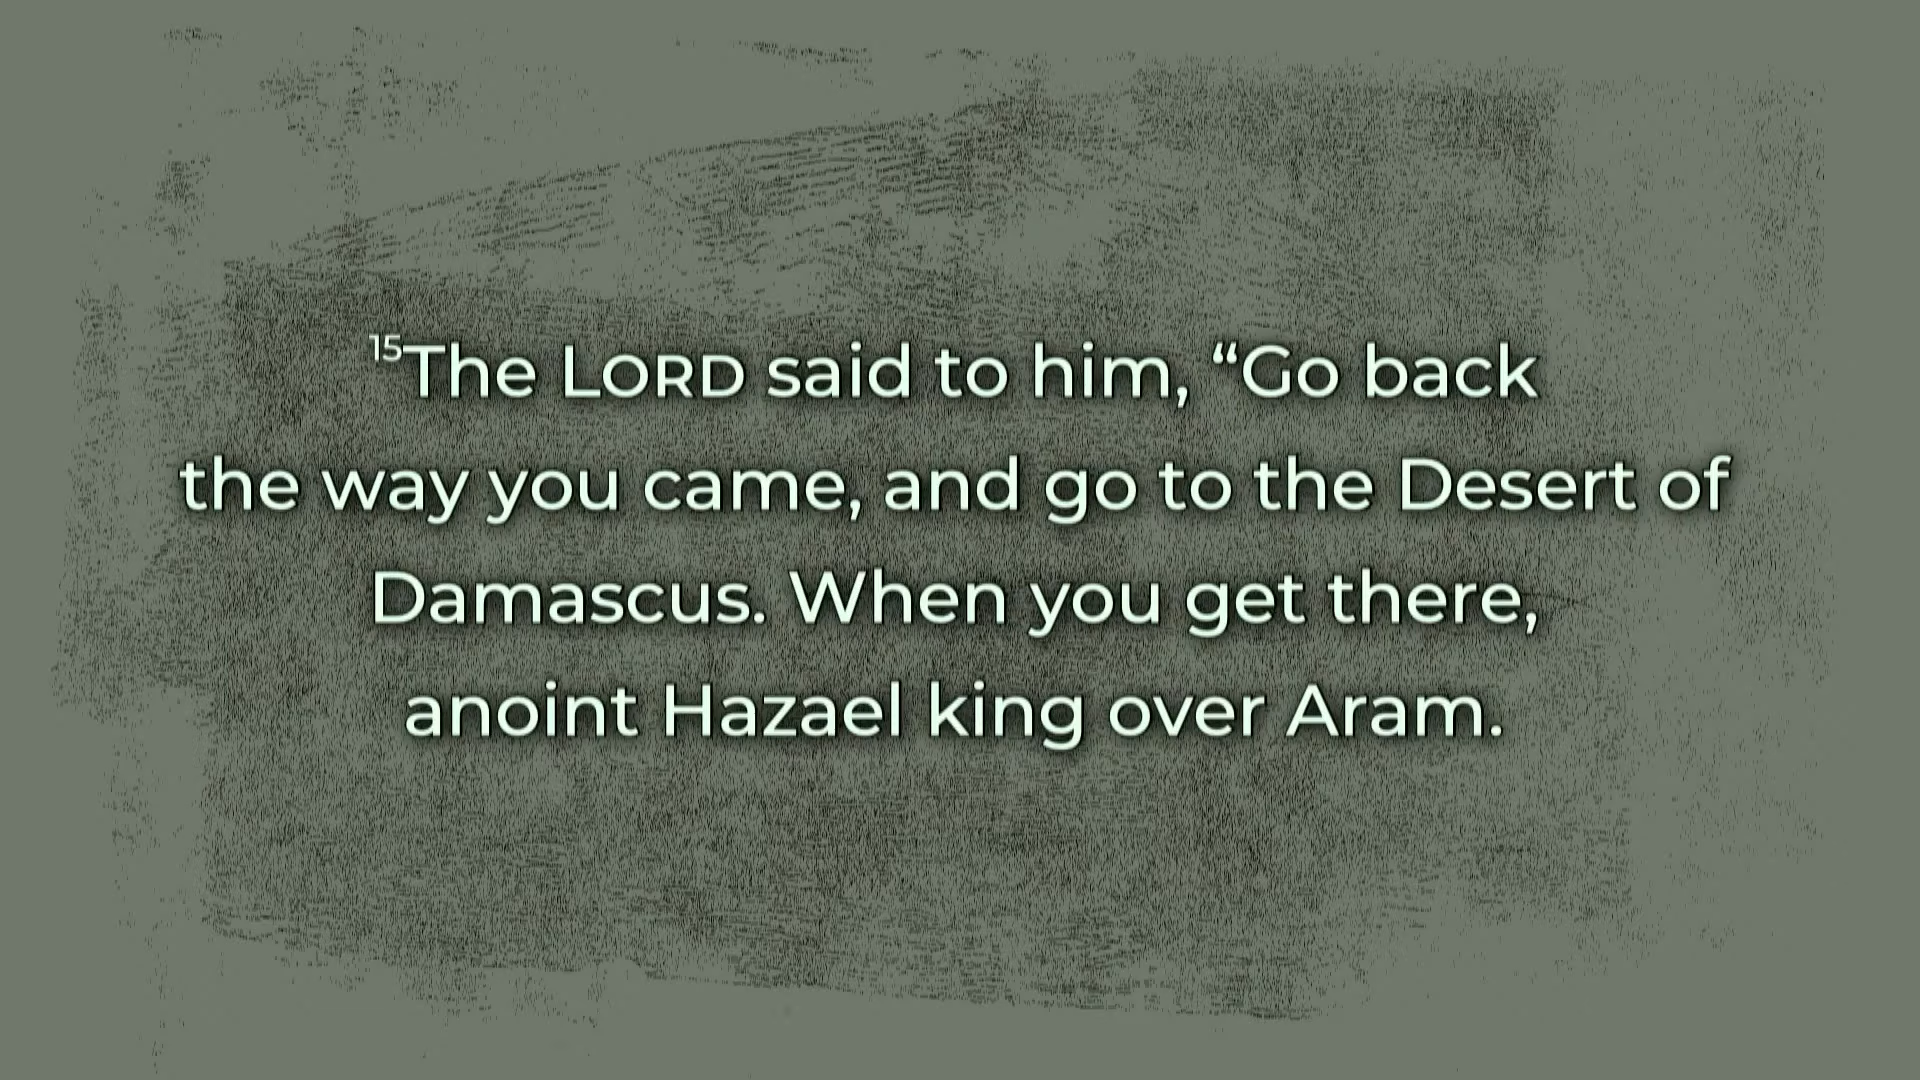 15The LORD said to him, “Go back
the way you came, and go to the Desert of
Damascus. When you get there,
anoint Hazael king over Aram.